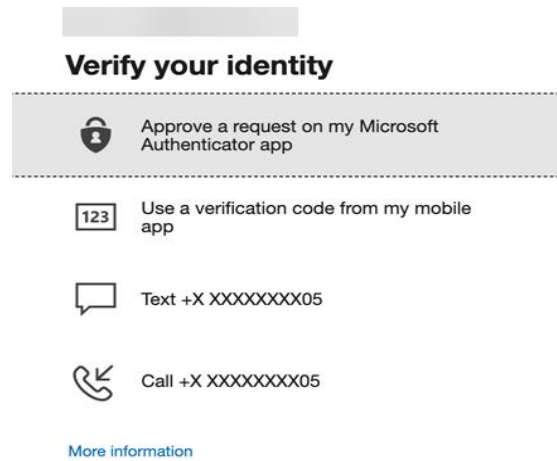 Verify your identity
Approve a request on my Microsoft
Authenticator app
123
Use a verification code from my mobile
app
Text +X XXXXXXXX05
Call +X XXXXXXXX05
More information